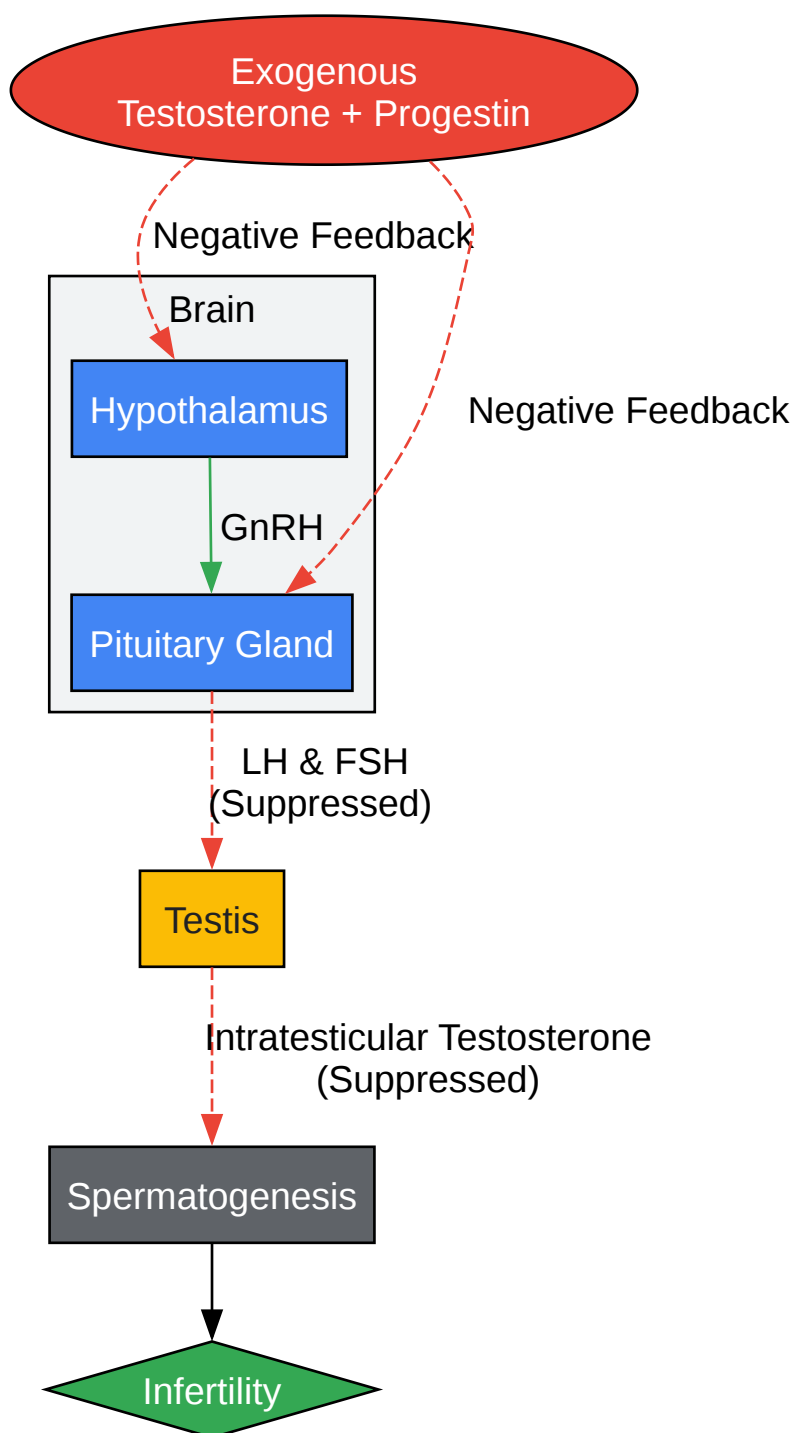 Exogenous
Testosterone + Progestin
Negative Feedback
Brain
Hypothalamus
Negative Feedback
GnRH
Pituitary Gland
LH & FSH
(Suppressed)
Testis
Intratesticular Testosterone
(Suppressed)
Spermatogenesis
Infertility